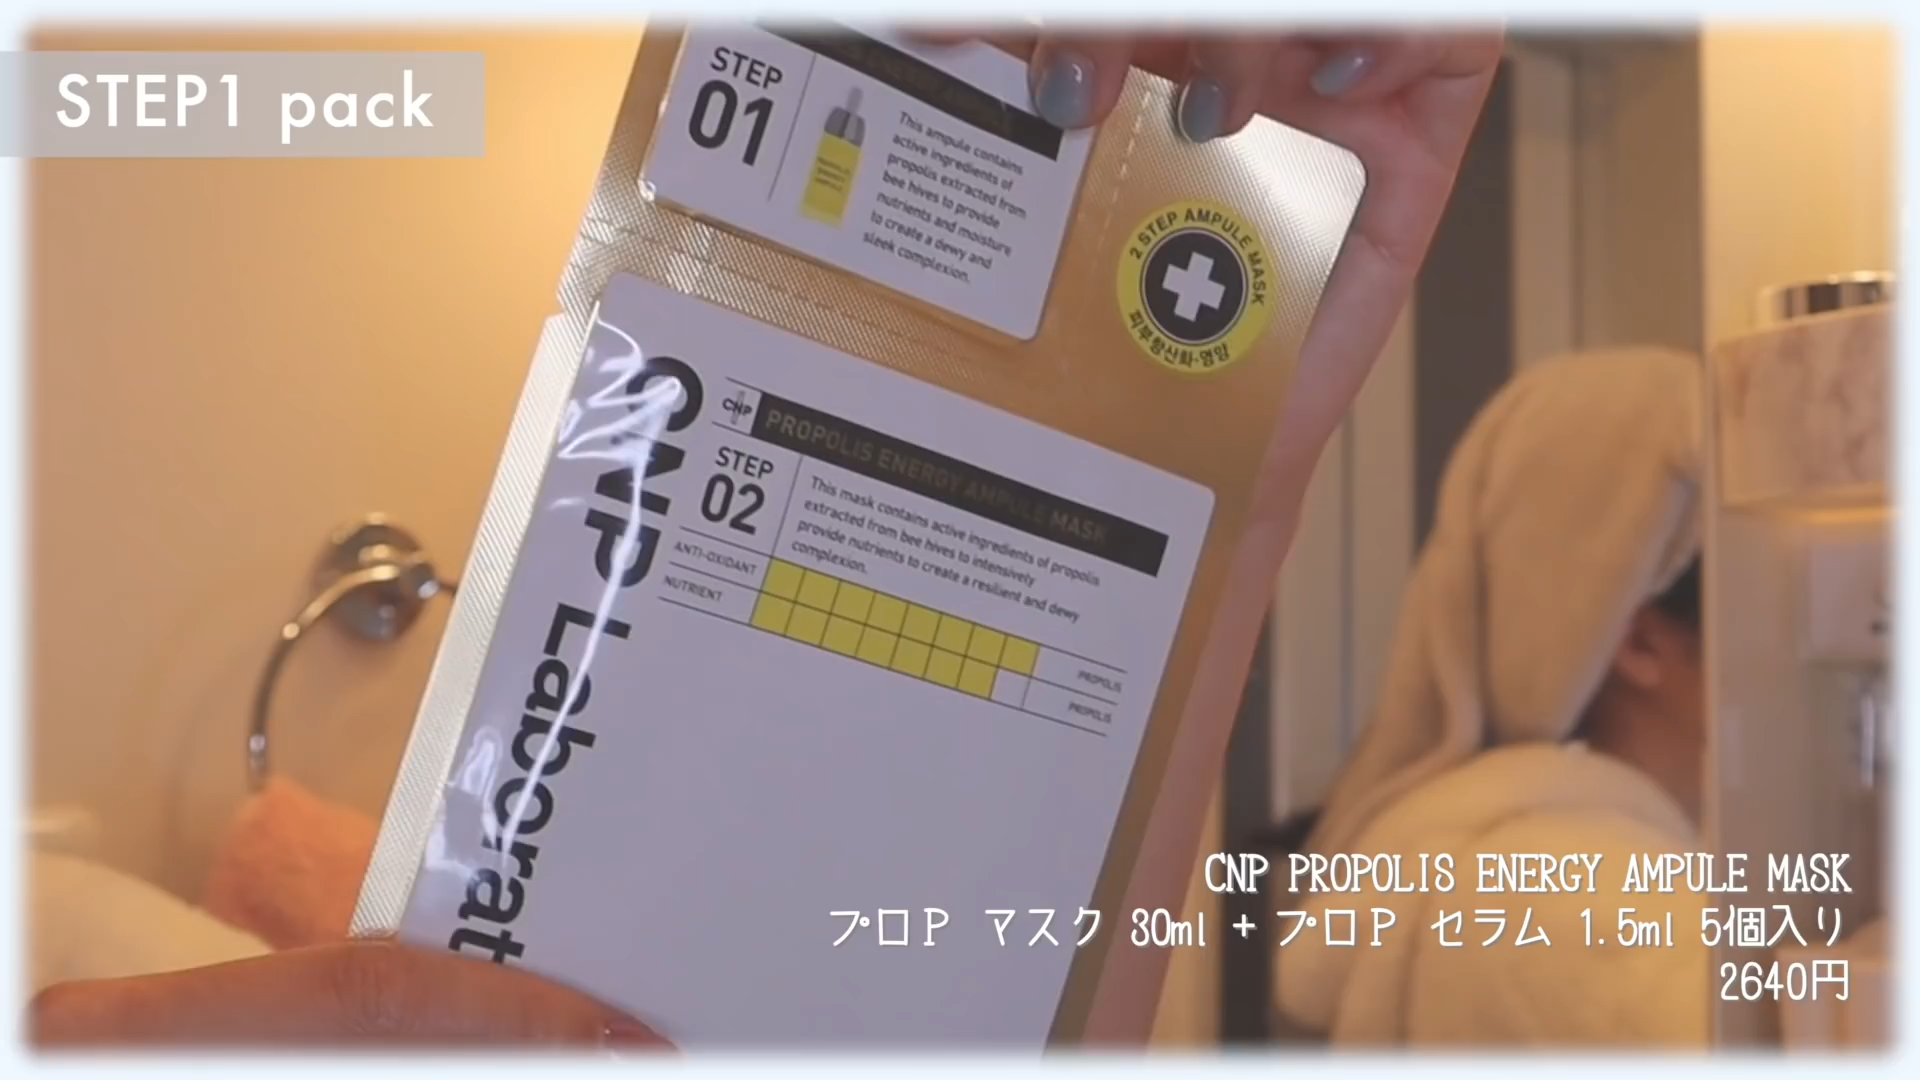 STEP1 pack
STEP
01
This ampule contains
active ingredients of
propolis extracted from
bee hives to provide
nutrients and moisture
to create a dewy and
sleek complexion.
2 STEP AMPULE MASK
피부항산화·영양
CNP Laborat
CNP
PROPOLIS ENERGY AMPULE MASK
STEP
02
This mask contains active ingredients of propolis
extracted from bee hives to intensively
provide nutrients to create a resilient and dewy
complexion.
ANTI-OXIDANT
PROPOLIS
NUTRIENT
PROPOLIS
CNP PROPOLIS ENERGY AMPULE MASK
プロP マスク 30ml + プロP セラム 1.5ml 5個入り
2640円